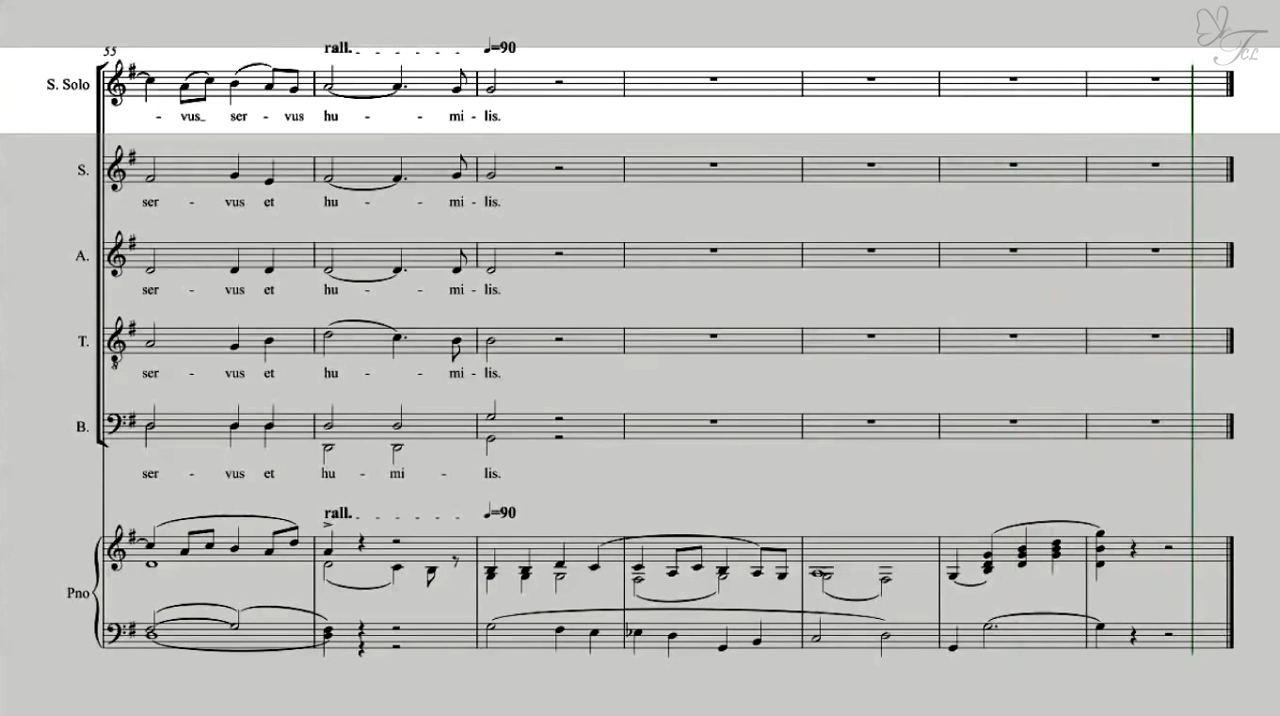 TCL
55 rall. ♩=90
S. Solo
- vus_ ser - vus hu - - mi - lis.
S.
ser - vus et hu - - mi - lis.
A.
ser - vus et hu - - mi - lis.
T.
ser - vus et hu - - mi - lis.
B.
ser - vus et hu - mi - lis.
rall. ♩=90
Pno